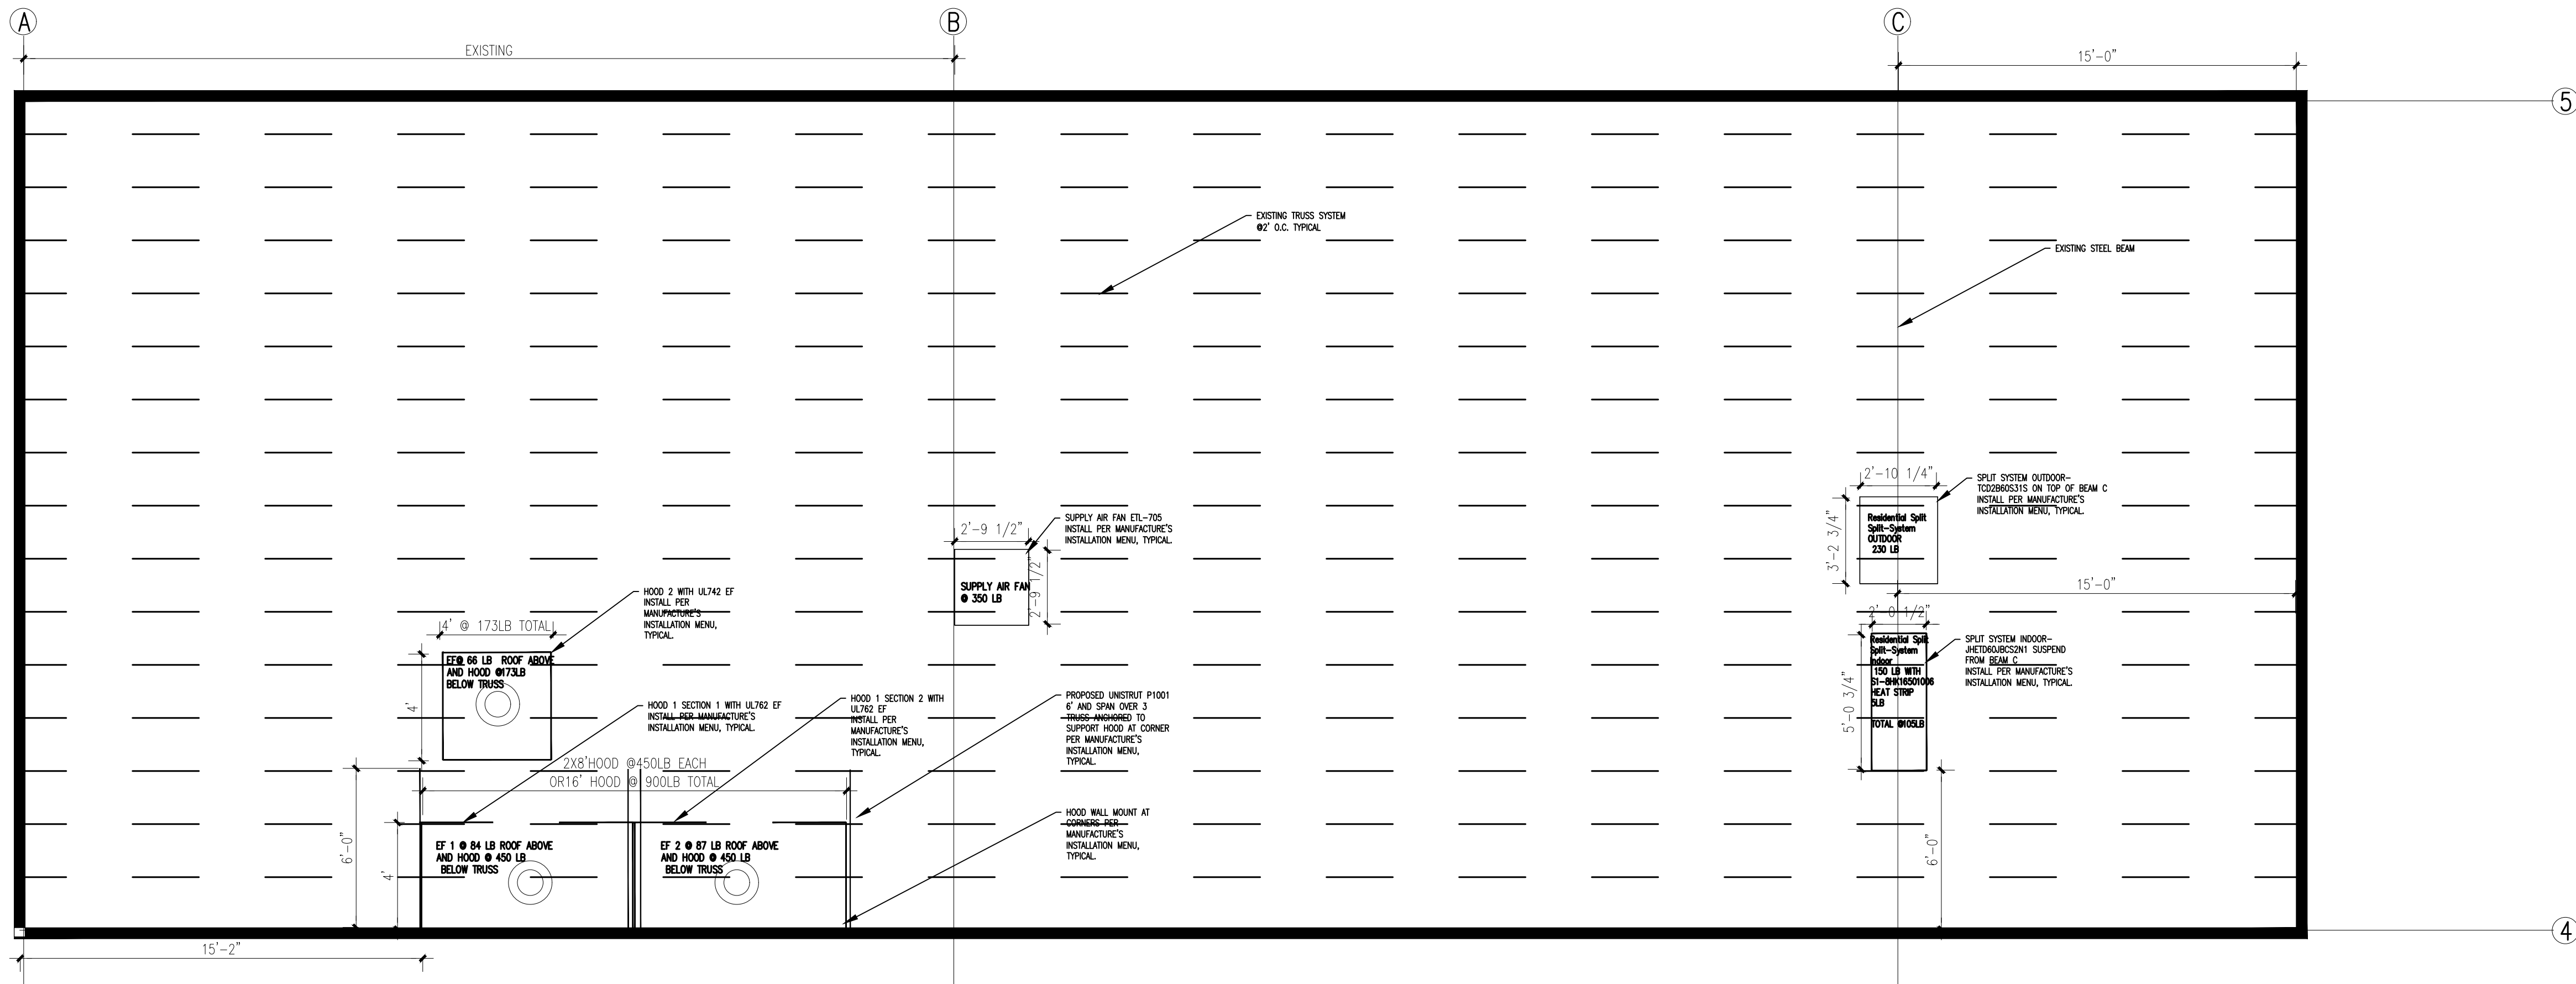 A
B
C
EXISTING
15'-0"
5
EXISTING TRUSS SYSTEM
@2' O.C. TYPICAL
EXISTING STEEL BEAM
2'-10 1/4"
SPLIT SYSTEM OUTDOOR-
TCD2B60S31S ON TOP OF BEAM C
INSTALL PER MANUFACTURE'S
INSTALLATION MENU, TYPICAL.
3'-2 3/4"
Residential Split
Split-System
OUTDOOR
230 LB
SUPPLY AIR FAN ETL-705
INSTALL PER MANUFACTURE'S
INSTALLATION MENU, TYPICAL.
2'-9 1/2"
2'-9 1/2"
SUPPLY AIR FAN
@ 350 LB
15'-0"
HOOD 2 WITH UL742 EF
INSTALL PER
MANUFACTURE'S
INSTALLATION MENU,
TYPICAL.
4' @ 173LB TOTAL
4'
EF@ 66 LB ROOF ABOVE
AND HOOD @173LB
BELOW TRUSS
2'-0 1/2"
5'-0 3/4"
Residential Split
Split-System
Indoor
150 LB WITH
S1-8HK16501006
HEAT STRIP
5LB
TOTAL @105LB
SPLIT SYSTEM INDOOR-
JHETD60JBCS2N1 SUSPEND
FROM BEAM C
INSTALL PER MANUFACTURE'S
INSTALLATION MENU, TYPICAL.
HOOD 1 SECTION 1 WITH UL762 EF
INSTALL PER MANUFACTURE'S
INSTALLATION MENU, TYPICAL.
HOOD 1 SECTION 2 WITH
UL762 EF
INSTALL PER
MANUFACTURE'S
INSTALLATION MENU,
TYPICAL.
PROPOSED UNISTRUT P1001
6' AND SPAN OVER 3
TRUSS ANCHORED TO
SUPPORT HOOD AT CORNER
PER MANUFACTURE'S
INSTALLATION MENU,
TYPICAL.
2X8'HOOD @450LB EACH
OR16' HOOD @ 900LB TOTAL
HOOD WALL MOUNT AT
CORNERS PER
MANUFACTURE'S
INSTALLATION MENU,
TYPICAL.
6'-0"
4'
EF 1 @ 84 LB ROOF ABOVE
AND HOOD @ 450 LB
BELOW TRUSS
EF 2 @ 87 LB ROOF ABOVE
AND HOOD @ 450 LB
BELOW TRUSS
6'-0"
4
15'-2"